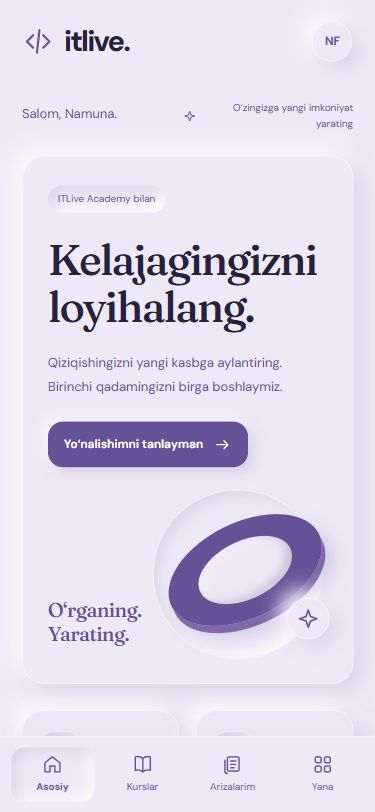 </> itlive.
NF
Salom, Namuna.
O‘zingizga yangi imkoniyat
yarating
ITLive Academy bilan
Kelajagingizni
loyihalang.
Qiziqishingizni yangi kasbga aylantiring.
Birinchi qadamingizni birga boshlaymiz.
Yo‘nalishimni tanlayman →
O‘rganing.
Yarating.
Asosiy
Kurslar
Arizalarim
Yana